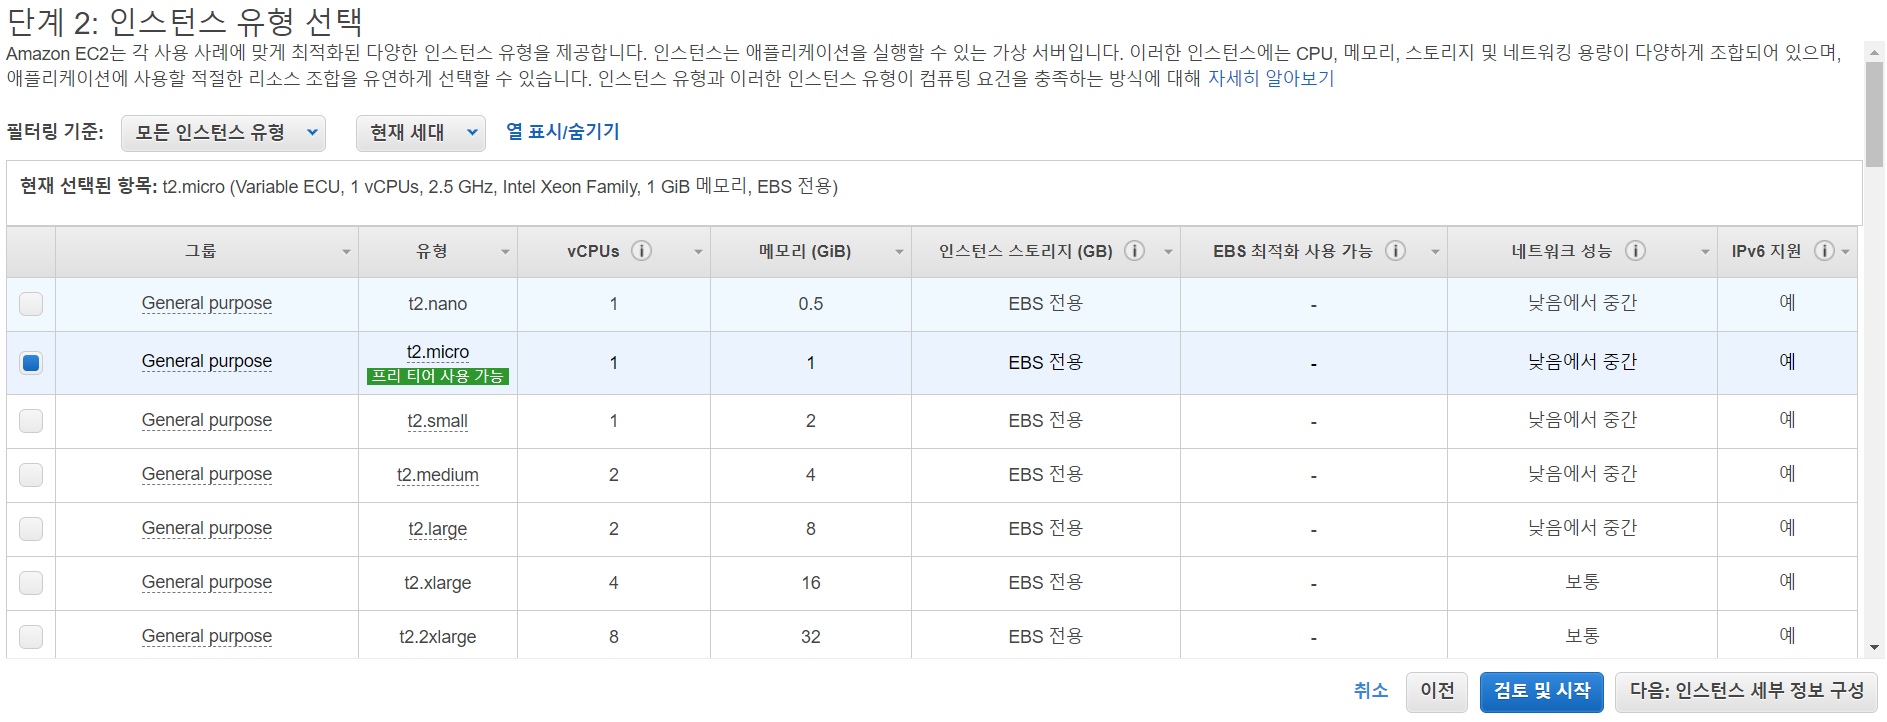 단계 2: 인스턴스 유형 선택
Amazon EC2는 각 사용 사례에 맞게 최적화된 다양한 인스턴스 유형을 제공합니다. 인스턴스는 애플리케이션을 실행할 수 있는 가상 서버입니다. 이러한 인스턴스에는 CPU, 메모리, 스토리지 및 네트워킹 용량이 다양하게 조합되어 있으며,
애플리케이션에 사용할 적절한 리소스 조합을 유연하게 선택할 수 있습니다. 인스턴스 유형과 이러한 인스턴스 유형이 컴퓨팅 요건을 충족하는 방식에 대해 자세히 알아보기
필터링 기준: 모든 인스턴스 유형 현재 세대 열 표시/숨기기
현재 선택된 항목: t2.micro (Variable ECU, 1 vCPUs, 2.5 GHz, Intel Xeon Family, 1 GiB 메모리, EBS 전용)
그룹 유형 vCPUs 메모리 (GiB) 인스턴스 스토리지 (GB) EBS 최적화 사용 가능 네트워크 성능 IPv6 지원
General purpose t2.nano 1 0.5 EBS 전용 - 낮음에서 중간 예
General purpose t2.micro 1 1 EBS 전용 - 낮음에서 중간 예
프리 티어 사용 가능
General purpose t2.small 1 2 EBS 전용 - 낮음에서 중간 예
General purpose t2.medium 2 4 EBS 전용 - 낮음에서 중간 예
General purpose t2.large 2 8 EBS 전용 - 낮음에서 중간 예
General purpose t2.xlarge 4 16 EBS 전용 - 보통 예
General purpose t2.2xlarge 8 32 EBS 전용 - 보통 예
취소 이전 검토 및 시작 다음: 인스턴스 세부 정보 구성